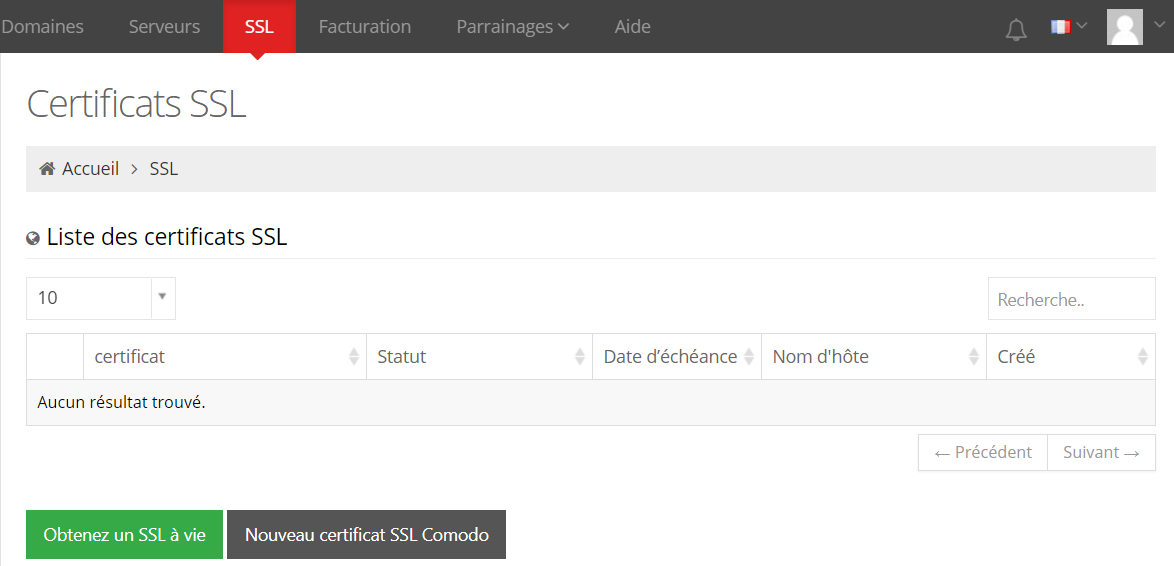 Domaines Serveurs SSL Facturation Parrainages Aide
Certificats SSL
Accueil > SSL
Liste des certificats SSL
10 Recherche..
certificat Statut Date d’échéance Nom d'hôte Créé
Aucun résultat trouvé.
← Précédent Suivant →
Obtenez un SSL à vie Nouveau certificat SSL Comodo